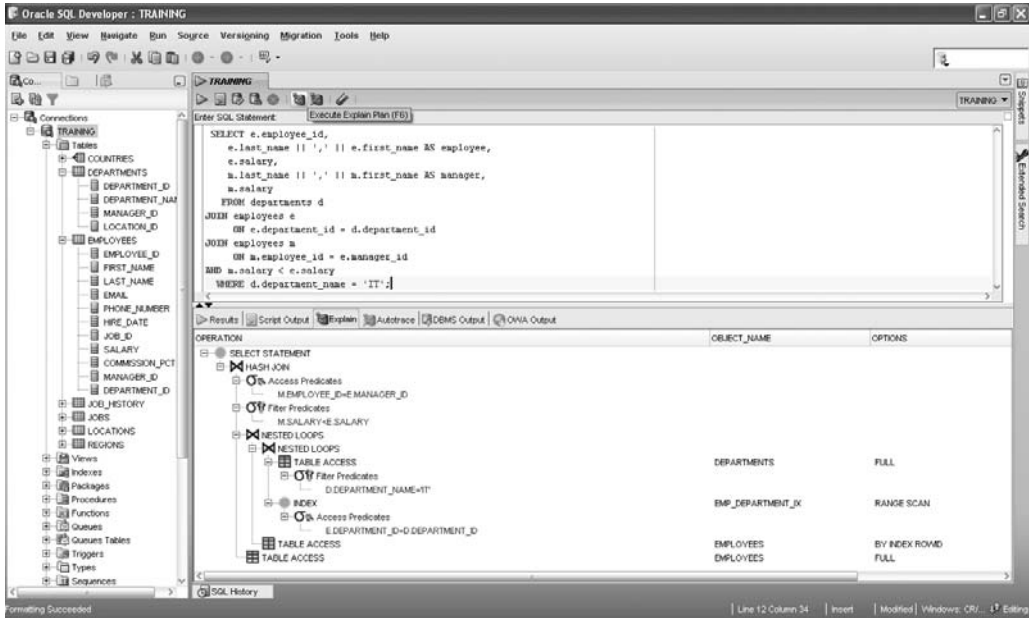 Oracle SQL Developer : TRAINING
File Edit View Navigate Run Source Versioning Migration Tools Help
Co...
TRAINING
TRAINING
Execute Explain Plan (F6)
Enter SQL Statement:
SELECT e.employee_id,
e.last_name || ',' || e.first_name AS employee,
e.salary,
m.last_name || ',' || m.first_name AS manager,
m.salary
FROM departments d
JOIN employees e
ON e.department_id = d.department_id
JOIN employees m
ON m.employee_id = e.manager_id
AND m.salary < e.salary
WHERE d.department_name = 'IT';
Connections
TRAINING
Tables
COUNTRIES
DEPARTMENTS
DEPARTMENT_ID
DEPARTMENT_NAM
MANAGER_ID
LOCATION_ID
EMPLOYEES
EMPLOYEE_ID
FIRST_NAME
LAST_NAME
EMAIL
PHONE_NUMBER
HIRE_DATE
JOB_ID
SALARY
COMMISSION_PCT
MANAGER_ID
DEPARTMENT_ID
JOB_HISTORY
JOBS
LOCATIONS
REGIONS
Views
Indexes
Packages
Procedures
Functions
Queues
Queues Tables
Triggers
Types
Sequences
Results Script Output Explain Autotrace DBMS Output OWA Output
OPERATION OBJECT_NAME OPTIONS
SELECT STATEMENT
HASH JOIN
Access Predicates
M.EMPLOYEE_ID=E.MANAGER_ID
Filter Predicates
M.SALARY<E.SALARY
NESTED LOOPS
NESTED LOOPS
TABLE ACCESS DEPARTMENTS FULL
Filter Predicates
D.DEPARTMENT_NAME='IT'
INDEX EMP_DEPARTMENT_IX RANGE SCAN
Access Predicates
E.DEPARTMENT_ID=D.DEPARTMENT_ID
TABLE ACCESS EMPLOYEES BY INDEX ROWID
TABLE ACCESS EMPLOYEES FULL
SQL History
Snippets
Extended Search
Formatting Succeeded
Line 12 Column 34 Insert Modified Windows: CR/... Editing